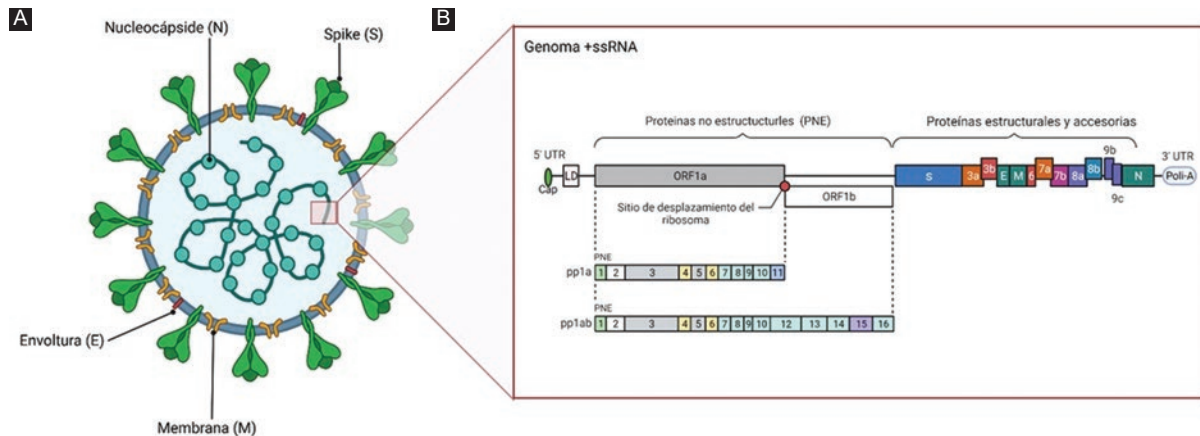 A
Nucleocápside (N)
Spike (S)
Envoltura (E)
Membrana (M)
B
Genoma +ssRNA
Proteinas no estructucturles (PNE)
Proteínas estructurales y accesorias
5' UTR
Cap
LD
ORF1a
ORF1b
Sitio de desplazamiento del
ribosoma
S
3a
3b
E
M
6
7a
7b
8a
8b
9b
9c
N
3' UTR
Poli-A
PNE
pp1a
1 2 3 4 5 6 7 8 9 10 11
PNE
pp1ab
1 2 3 4 5 6 7 8 9 10 12 13 14 15 16